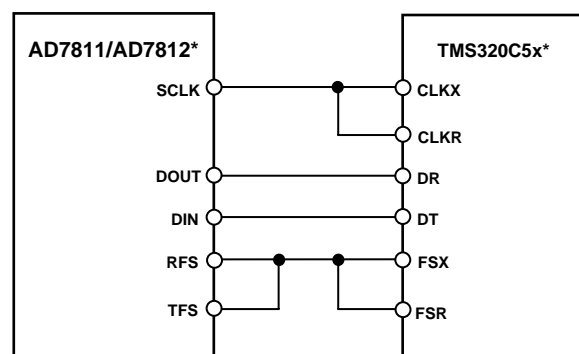 AD7811/AD7812*
TMS320C5x*
SCLK
CLKX
CLKR
DOUT
DR
DIN
DT
RFS
FSX
TFS
FSR